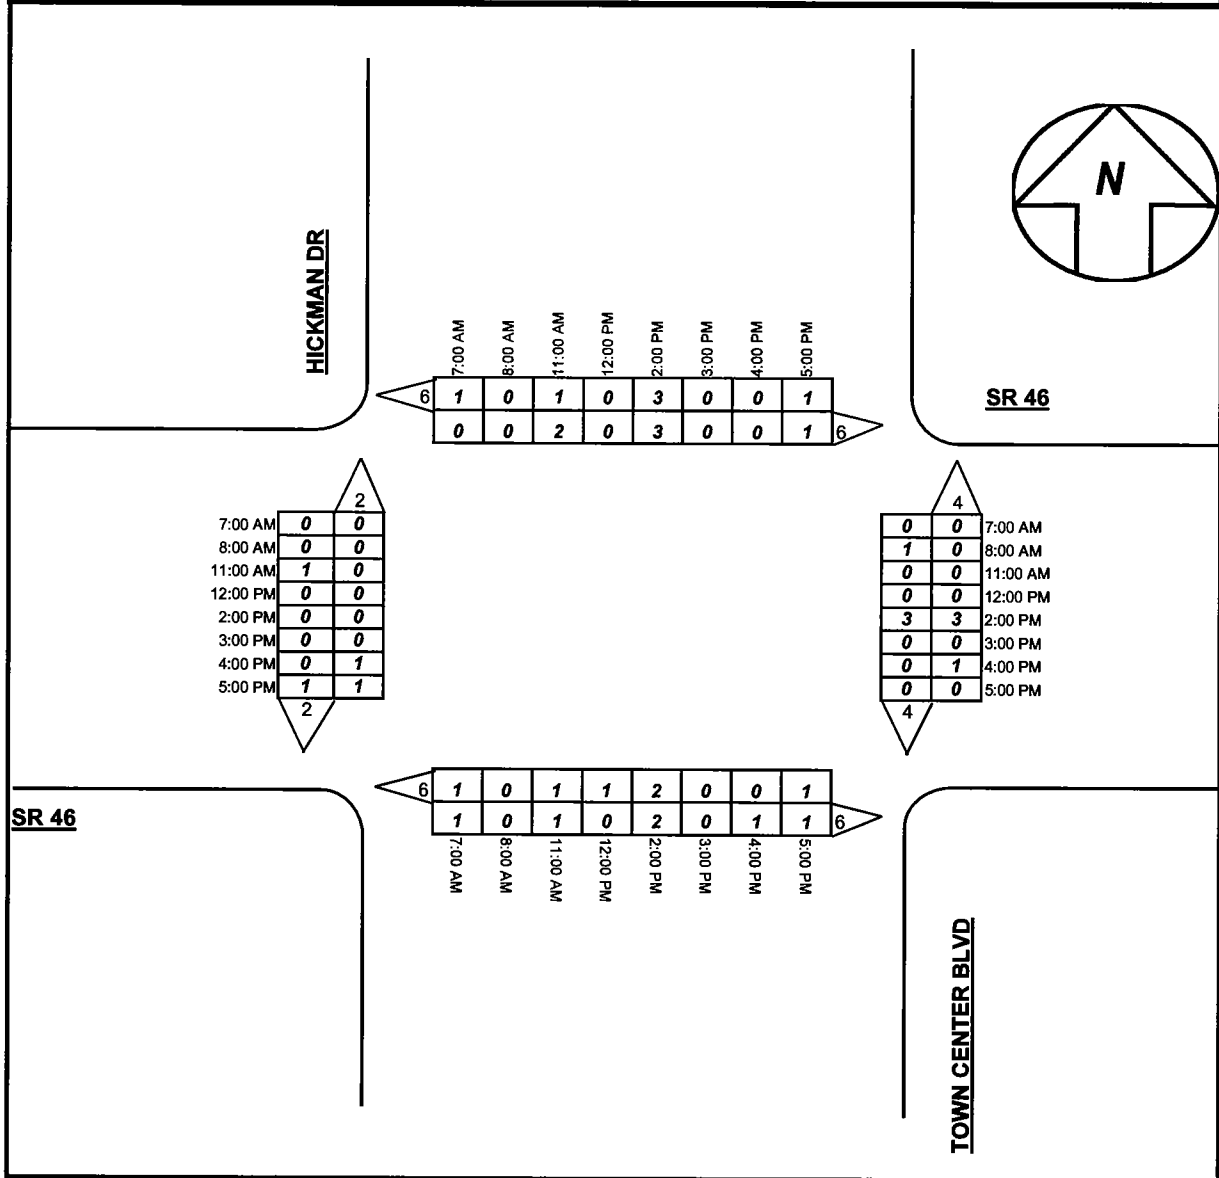 N
HICKMAN DR
7:00 AM 8:00 AM 11:00 AM 12:00 PM 2:00 PM 3:00 PM 4:00 PM 5:00 PM
6 1 0 1 0 3 0 0 1
0 0 2 0 3 0 0 1 6
SR 46
2
7:00 AM 0 0
8:00 AM 0 0
11:00 AM 1 0
12:00 PM 0 0
2:00 PM 0 0
3:00 PM 0 0
4:00 PM 0 1
5:00 PM 1 1
2
4
0 0 7:00 AM
1 0 8:00 AM
0 0 11:00 AM
0 0 12:00 PM
3 3 2:00 PM
0 0 3:00 PM
0 1 4:00 PM
0 0 5:00 PM
4
6 1 0 1 1 2 0 0 1
1 0 1 0 2 0 1 1 6
7:00 AM 8:00 AM 11:00 AM 12:00 PM 2:00 PM 3:00 PM 4:00 PM 5:00 PM
SR 46
TOWN CENTER BLVD